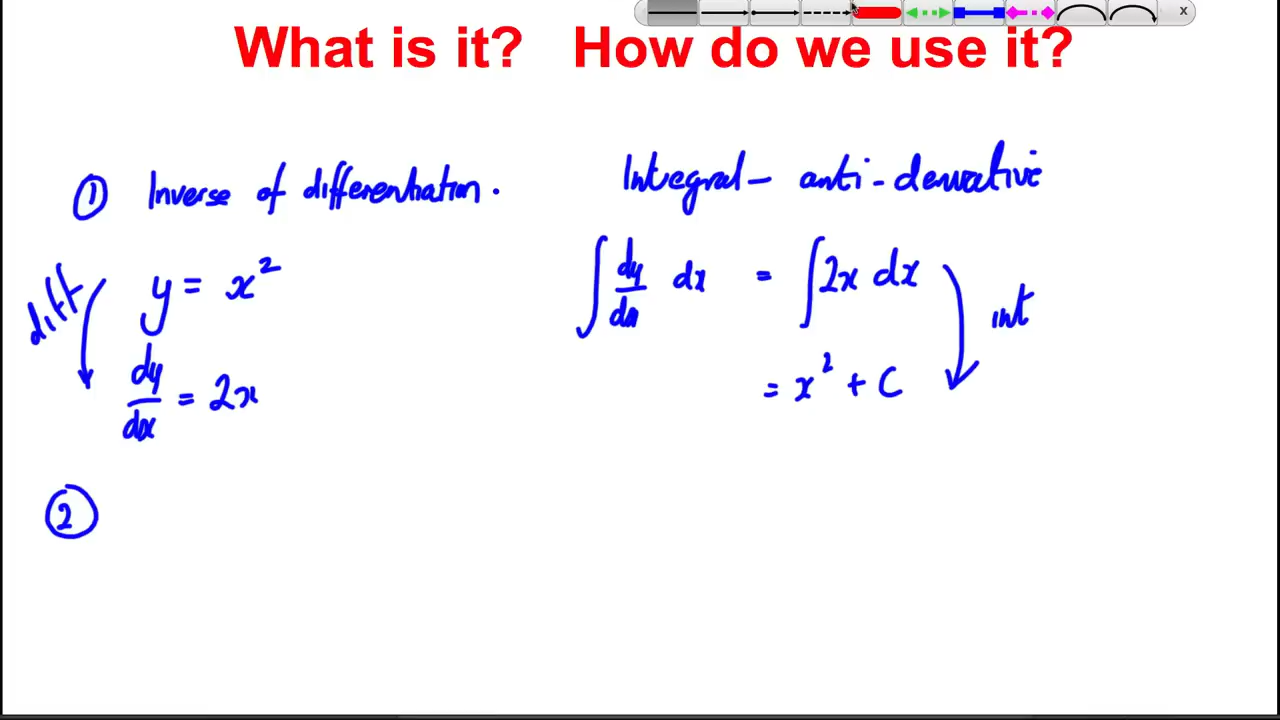 What is it? How do we use it?
① Inverse of differentiation.
Integral - anti-derivative
diff
y = x²
dy/dx = 2x
∫ dy/dx dx = ∫ 2x dx
int
= x² + C
②